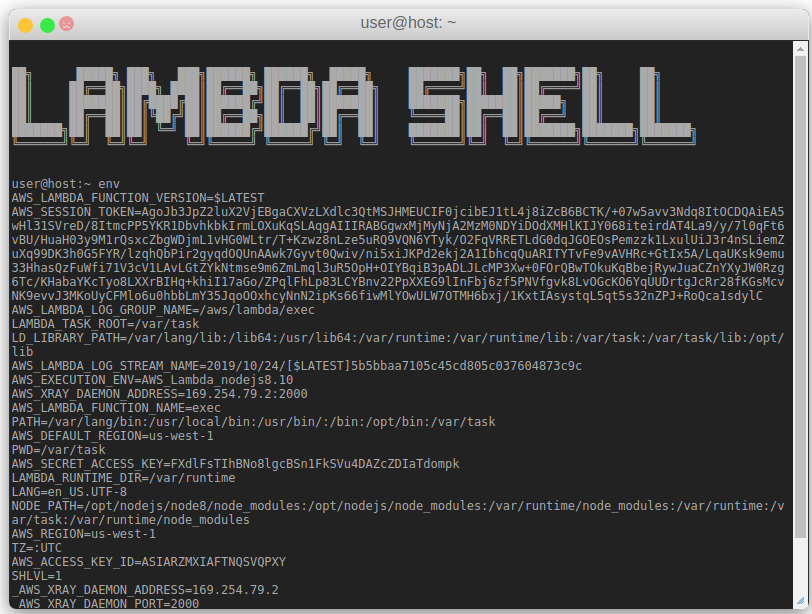 user@host: ~
LAMBDA SHELL
user@host:~ env
AWS_LAMBDA_FUNCTION_VERSION=$LATEST
AWS_SESSION_TOKEN=AgoJb3JpZ2luX2VjEBgaCXVzLXdlc3QtMSJHMEUCIF0jcibEJ1tL4j8iZcB6BCTK/+07w5avv3Ndq8ItOCDQAiEA5
wHl31SVreD/8ItmcPP5YKR1DbvhkbkIrmLOXuKqSLAqgAIIIRABGgwxMjMyNjA2MzM0NDYiDOdXMHlKIJY068iteirdAT4La9/y/7l0qFt6
vBU/HuaH03y9M1rQsxcZbgWDjmL1vHG0WLtr/T+Kzwz8nLze5uRQ9VQN6YTyk/O2FqVRRETLdG0dqJGOEOsPemzzk1LxulUiJ3r4nSLiemZ
uXq99DK3h0G5FYR/lzqhQbPir2gyqdOQUnAAwk7Gyvt0Qwiv/ni5xiJKPd2ekj2A1IbhcqQuARITYTvFe9vAVHRc+GtIx5A/LqaUKsk9emu
33HhasQzFuWfi71V3cV1LAvLGtZYkNtmse9m6ZmLmql3uR5OpH+OIYBqiB3pADLJLcMP3Xw+0FOrQBwTOkuKqBbejRywJuaCZnYXyJW0Rzg
6Tc/KHabaYKcTyo8LXXrBIHq+khiI17aGo/ZPqlFhLp83LCYBnv22PpXXEG9lInFbj6zf5PNVfgvk8LvOGcKO6YqUUDrtgJcRr28fKGsMcv
NK9evvJ3MKoUyCFMlo6u0hbbLmY35JqoOOxhcyNnN2ipKs66fiwMlYOwULW7OTMH6bxj/1KxtIAsystqL5qt5s32nZPJ+RoQca1sdylC
AWS_LAMBDA_LOG_GROUP_NAME=/aws/lambda/exec
LAMBDA_TASK_ROOT=/var/task
LD_LIBRARY_PATH=/var/lang/lib:/lib64:/usr/lib64:/var/runtime:/var/runtime/lib:/var/task:/var/task/lib:/opt/
lib
AWS_LAMBDA_LOG_STREAM_NAME=2019/10/24/[$LATEST]5b5bbaa7105c45cd805c037604873c9c
AWS_EXECUTION_ENV=AWS_Lambda_nodejs8.10
AWS_XRAY_DAEMON_ADDRESS=169.254.79.2:2000
AWS_LAMBDA_FUNCTION_NAME=exec
PATH=/var/lang/bin:/usr/local/bin:/usr/bin/:/bin:/opt/bin:/var/task
AWS_DEFAULT_REGION=us-west-1
PWD=/var/task
AWS_SECRET_ACCESS_KEY=FXdlFsTIhBNo8lgcBSn1FkSVu4DAZcZDIaTdompk
LAMBDA_RUNTIME_DIR=/var/runtime
LANG=en_US.UTF-8
NODE_PATH=/opt/nodejs/node8/node_modules:/opt/nodejs/node_modules:/var/runtime/node_modules:/var/runtime:/v
ar/task:/var/runtime/node_modules
AWS_REGION=us-west-1
TZ=:UTC
AWS_ACCESS_KEY_ID=ASIARZMXIAFTNQSVQPXY
SHLVL=1
_AWS_XRAY_DAEMON_ADDRESS=169.254.79.2
_AWS_XRAY_DAEMON_PORT=2000